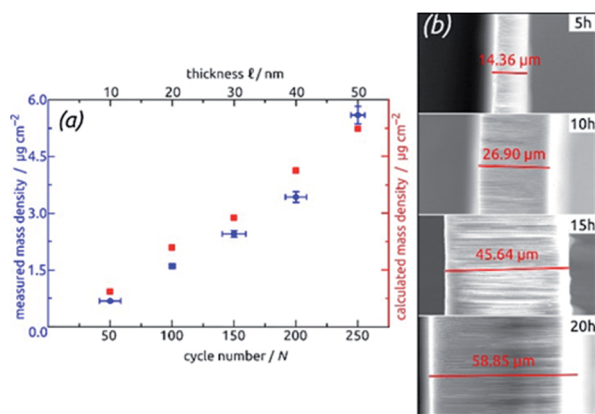 (a)
thickness ℓ/ nm
10 20 30 40 50
measured mass density / µg cm⁻²
6.0
4.5
3.0
1.5
0.0
calculated mass density / µg cm⁻²
50 100 150 200 250
cycle number / N
(b)
5h
14.36 µm
10h
26.90 µm
15h
45.64 µm
20h
58.85 µm